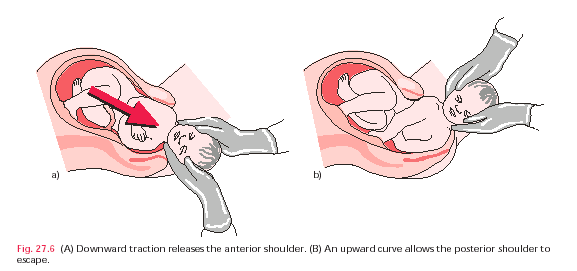 a)
b)
Fig. 27.6 (A) Downward traction releases the anterior shoulder. (B) An upward curve allows the posterior shoulder to
escape.